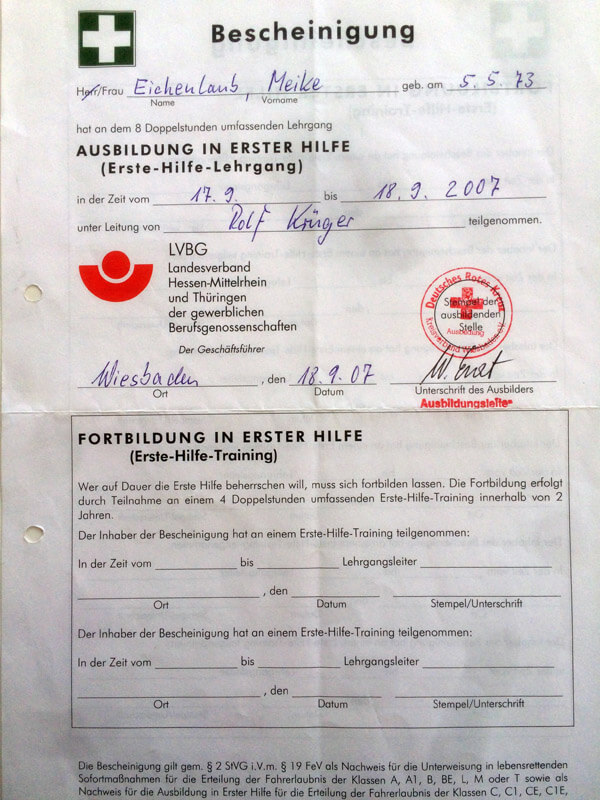 Bescheinigung
Herr/Frau Eichenlaub, Meike geb. am 5.5.73
Name Vorname
hat an dem 8 Doppelstunden umfassenden Lehrgang
AUSBILDUNG IN ERSTER HILFE
(Erste-Hilfe-Lehrgang)
in der Zeit vom 17.9. bis 18.9.2007
unter Leitung von Rolf Krüger teilgenommen.
LVBG
Landesverband
Hessen-Mittelrhein
und Thüringen
der gewerblichen
Berufsgenossenschaften
Der Geschäftsführer
Deutsches Rotes Kreuz
Stempel der
ausbildenden
Stelle
Ausbildung
Kreisverband Wiesbaden e.V.
Wiesbaden, den 18.9.07
Ort Datum Unterschrift des Ausbilders
Ausbildungsleiter
FORTBILDUNG IN ERSTER HILFE
(Erste-Hilfe-Training)
Wer auf Dauer die Erste Hilfe beherrschen will, muss sich fortbilden lassen. Die Fortbildung erfolgt
durch Teilnahme an einem 4 Doppelstunden umfassenden Erste-Hilfe-Training innerhalb von 2
Jahren.
Der Inhaber der Bescheinigung hat an einem Erste-Hilfe-Training teilgenommen:
In der Zeit vom bis Lehrgangsleiter
, den
Ort Datum Stempel/Unterschrift
Der Inhaber der Bescheinigung hat an einem Erste-Hilfe-Training teilgenommen:
In der Zeit vom bis Lehrgangsleiter
, den
Ort Datum Stempel/Unterschrift
Die Bescheinigung gilt gem. § 2 StVG i.V.m. § 19 FeV als Nachweis für die Unterweisung in lebensrettenden
Sofortmaßnahmen für die Erteilung der Fahrerlaubnis der Klassen A, A1, B, BE, L, M oder T sowie als
Nachweis für die Ausbildung in Erster Hilfe für die Erteilung der Fahrerlaubnis der Klassen C, C1, CE, C1E,